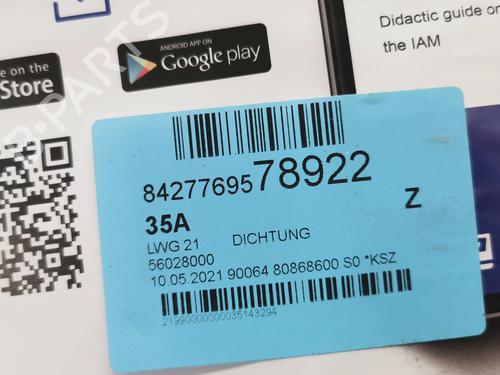 Didactic guide on
the IAM
e on the
Store
ANDROID APP ON
Google play
8427769578922
35A
Z
LWG 21 DICHTUNG
56028000
10.05.2021 90064 80868600 S0 *KSZ
21990000000035143294